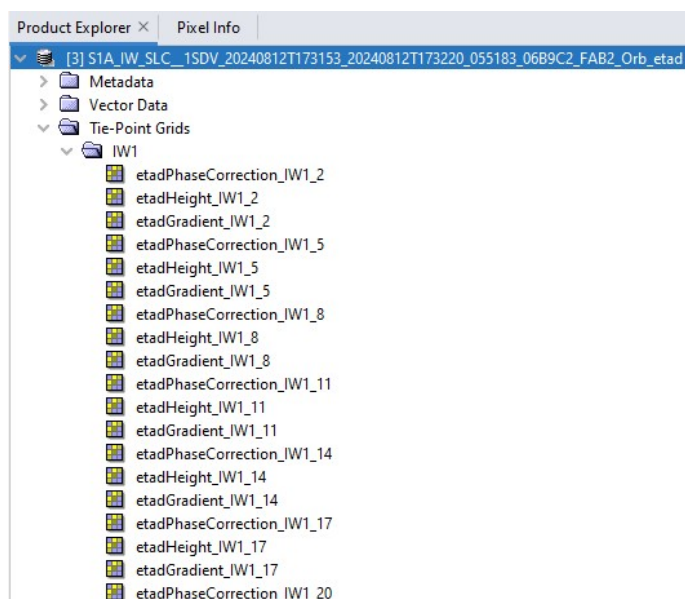 Product Explorer × Pixel Info
[3] S1A_IW_SLC__1SDV_20240812T173153_20240812T173220_055183_06B9C2_FAB2_Orb_etad
Metadata
Vector Data
Tie-Point Grids
IW1
etadPhaseCorrection_IW1_2
etadHeight_IW1_2
etadGradient_IW1_2
etadPhaseCorrection_IW1_5
etadHeight_IW1_5
etadGradient_IW1_5
etadPhaseCorrection_IW1_8
etadHeight_IW1_8
etadGradient_IW1_8
etadPhaseCorrection_IW1_11
etadHeight_IW1_11
etadGradient_IW1_11
etadPhaseCorrection_IW1_14
etadHeight_IW1_14
etadGradient_IW1_14
etadPhaseCorrection_IW1_17
etadHeight_IW1_17
etadGradient_IW1_17
etadPhaseCorrection_IW1_20